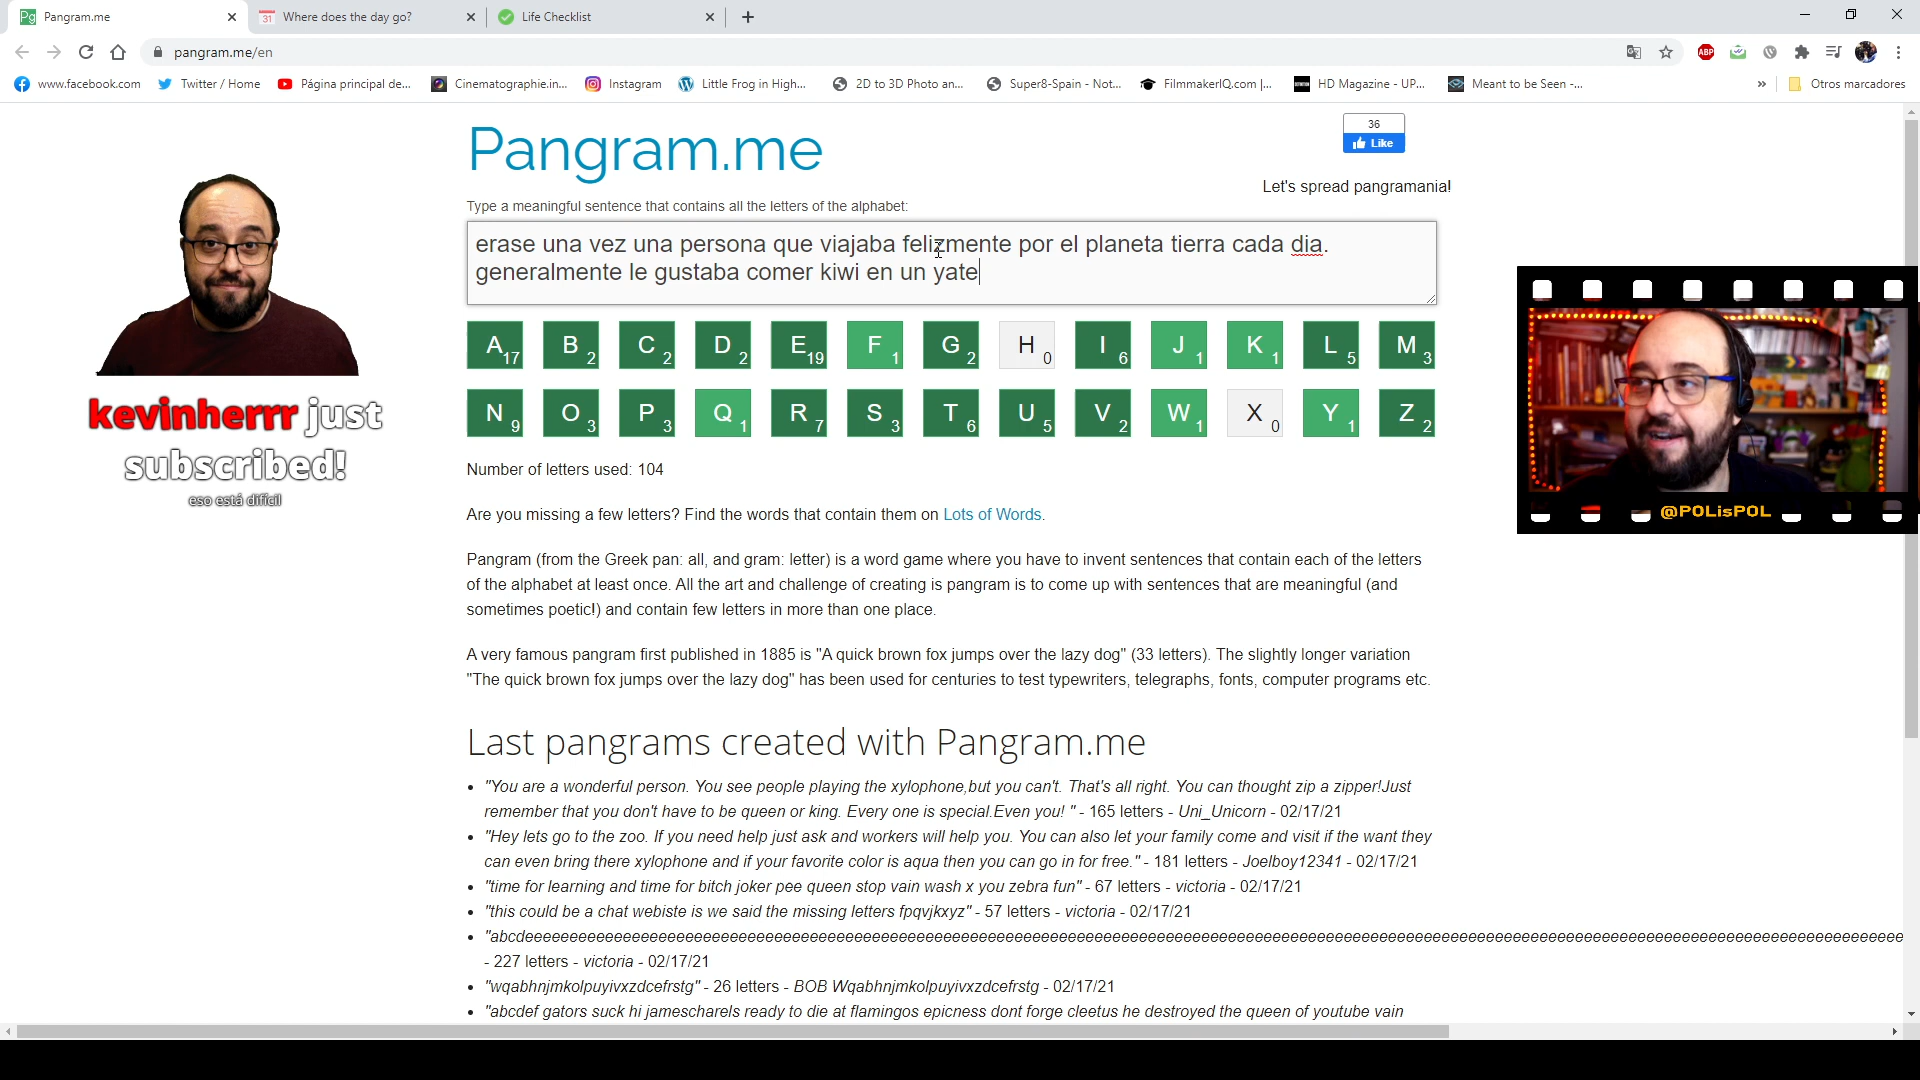 Pg Pangram.me
31 Where does the day go?
Life Checklist
pangram.me/en
ABP
www.facebook.com
Twitter / Home
Página principal de...
Cinematographie.in...
Instagram
Little Frog in High...
2D to 3D Photo an...
Super8-Spain - Not...
FilmmakerIQ.com |...
HD Magazine - UP...
Meant to be Seen -...
»
Otros marcadores
Pangram.me
36
Like
Let's spread pangramania!
Type a meaningful sentence that contains all the letters of the alphabet:
erase una vez una persona que viajaba felizmente por el planeta tierra cada dia.
generalmente le gustaba comer kiwi en un yate
A 17 B 2 C 2 D 2 E 19 F 1 G 2 H 0 I 6 J 1 K 1 L 5 M 3
N 9 O 3 P 3 Q 1 R 7 S 3 T 6 U 5 V 2 W 1 X 0 Y 1 Z 2
Number of letters used: 104
Are you missing a few letters? Find the words that contain them on Lots of Words.
Pangram (from the Greek pan: all, and gram: letter) is a word game where you have to invent sentences that contain each of the letters
of the alphabet at least once. All the art and challenge of creating is pangram is to come up with sentences that are meaningful (and
sometimes poetic!) and contain few letters in more than one place.
A very famous pangram first published in 1885 is "A quick brown fox jumps over the lazy dog" (33 letters). The slightly longer variation
"The quick brown fox jumps over the lazy dog" has been used for centuries to test typewriters, telegraphs, fonts, computer programs etc.
Last pangrams created with Pangram.me
• "You are a wonderful person. You see people playing the xylophone,but you can't. That's all right. You can thought zip a zipper!Just
remember that you don't have to be queen or king. Every one is special.Even you! " - 165 letters - Uni_Unicorn - 02/17/21
• "Hey lets go to the zoo. If you need help just ask and workers will help you. You can also let your family come and visit if the want they
can even bring there xylophone and if your favorite color is aqua then you can go in for free." - 181 letters - Joelboy12341 - 02/17/21
• "time for learning and time for bitch joker pee queen stop vain wash x you zebra fun" - 67 letters - victoria - 02/17/21
• "this could be a chat webiste is we said the missing letters fpqvjkxyz" - 57 letters - victoria - 02/17/21
- 227 letters - victoria - 02/17/21
• "wqabhnjmkolpuyivxzdcefrstg" - 26 letters - BOB Wqabhnjmkolpuyivxzdcefrstg - 02/17/21
• "abcdef gators suck hi jamescharels ready to die at flamingos epicness dont forge cleetus he destroyed the queen of youtube vain
kevinherrr just
subscribed!
eso está difícil
@POLisPOL